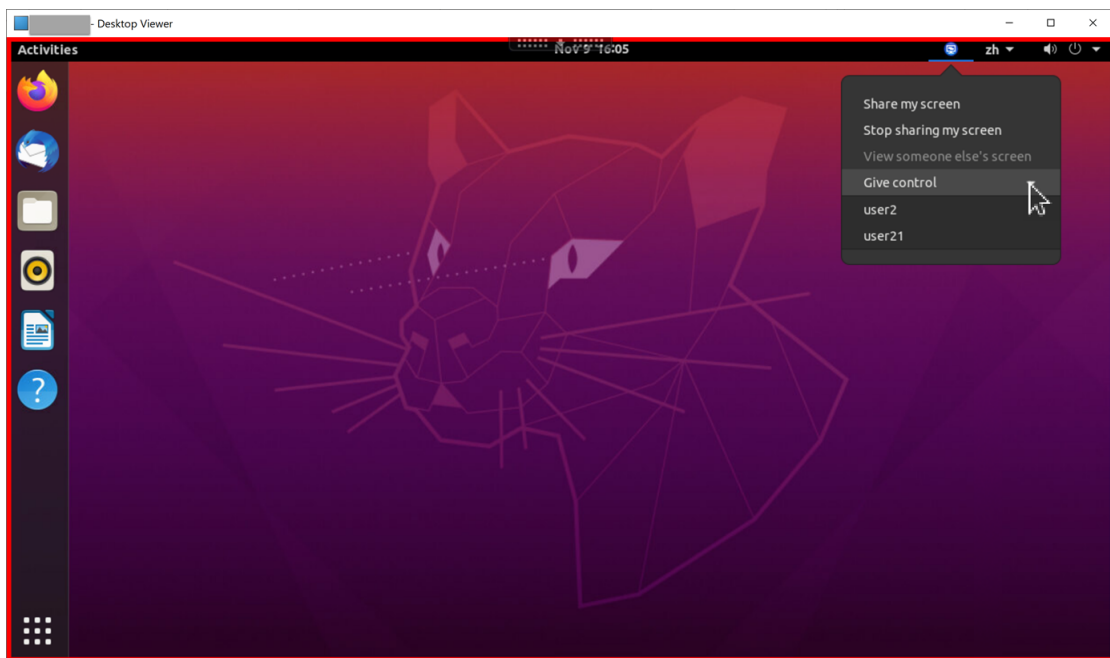 - Desktop Viewer
Activities
Nov 9 16:05
zh
Share my screen
Stop sharing my screen
View someone else's screen
Give control
user2
user21
?